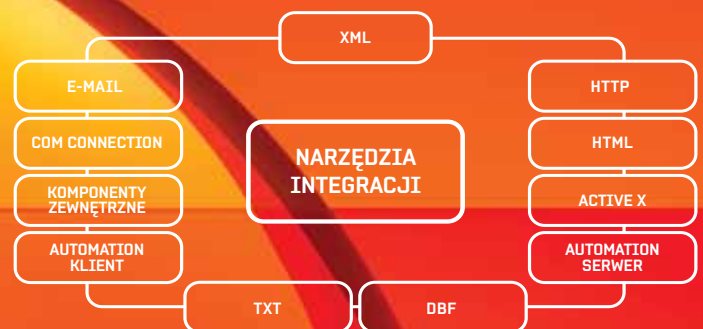 XML
E-MAIL
HTTP
COM CONNECTION
HTML
NARZĘDZIA
INTEGRACJI
KOMPONENTY
ZEWNĘTRZNE
ACTIVE X
AUTOMATION
KLIENT
AUTOMATION
SERWER
TXT
DBF